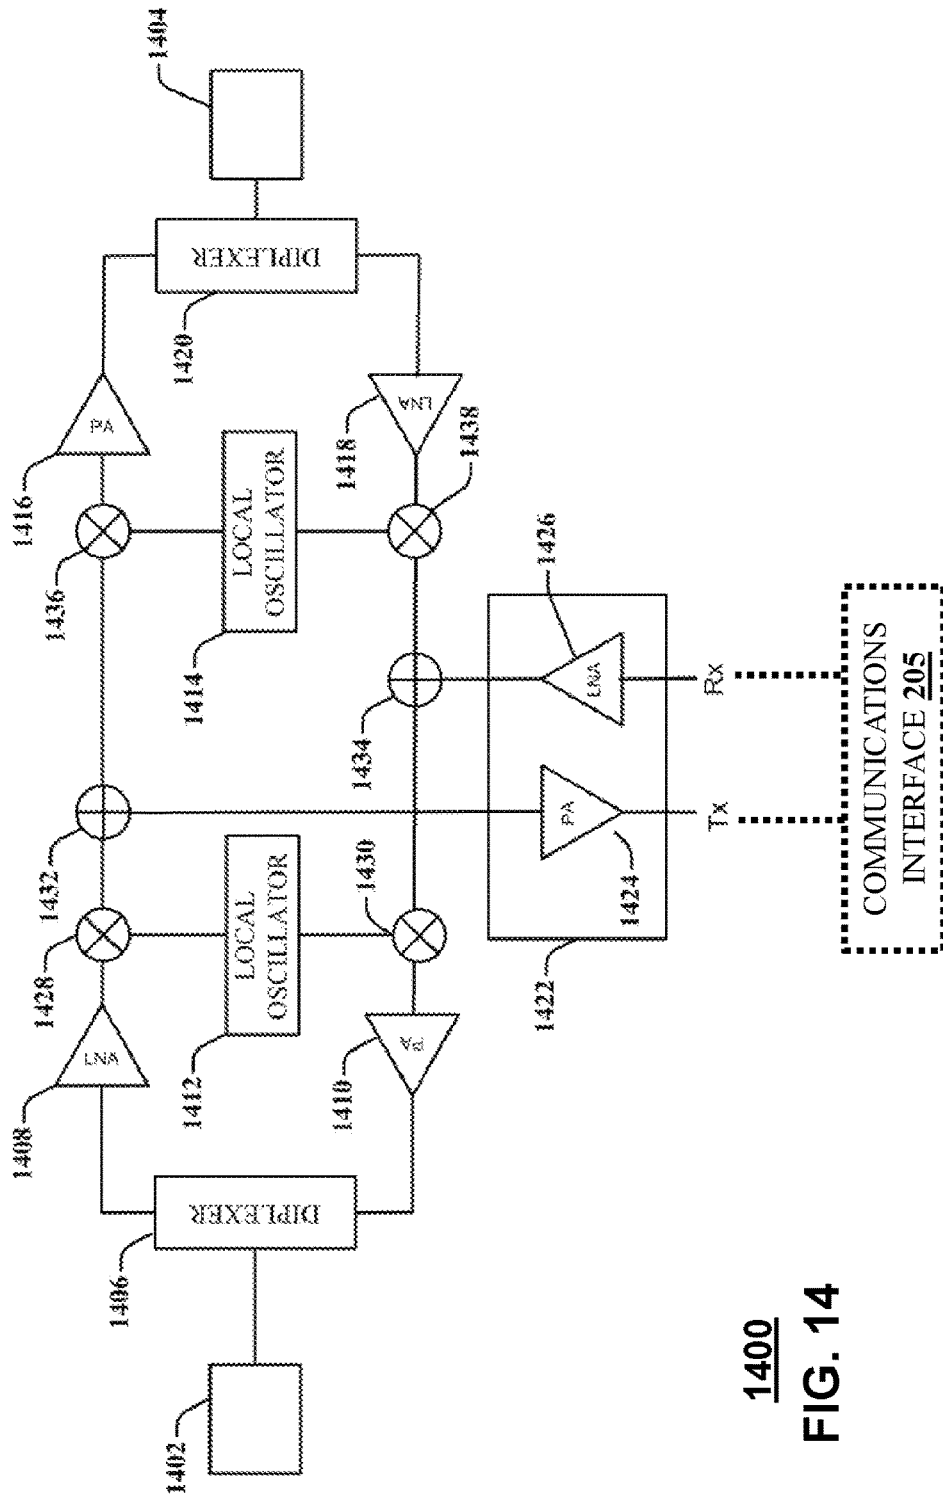 1404
DIPLEXER
1420
PA
1416
LNA
1418
1438
LOCAL
OSCILLATOR
1414
1436
1426
LNA
Rx
1434
COMMUNICATIONS
INTERFACE 205
PA
Tx
1424
1432
1430
1422
LOCAL
OSCILLATOR
1412
1428
LNA
1408
PA
1410
DIPLEXER
1406
1402
1400
FIG. 14